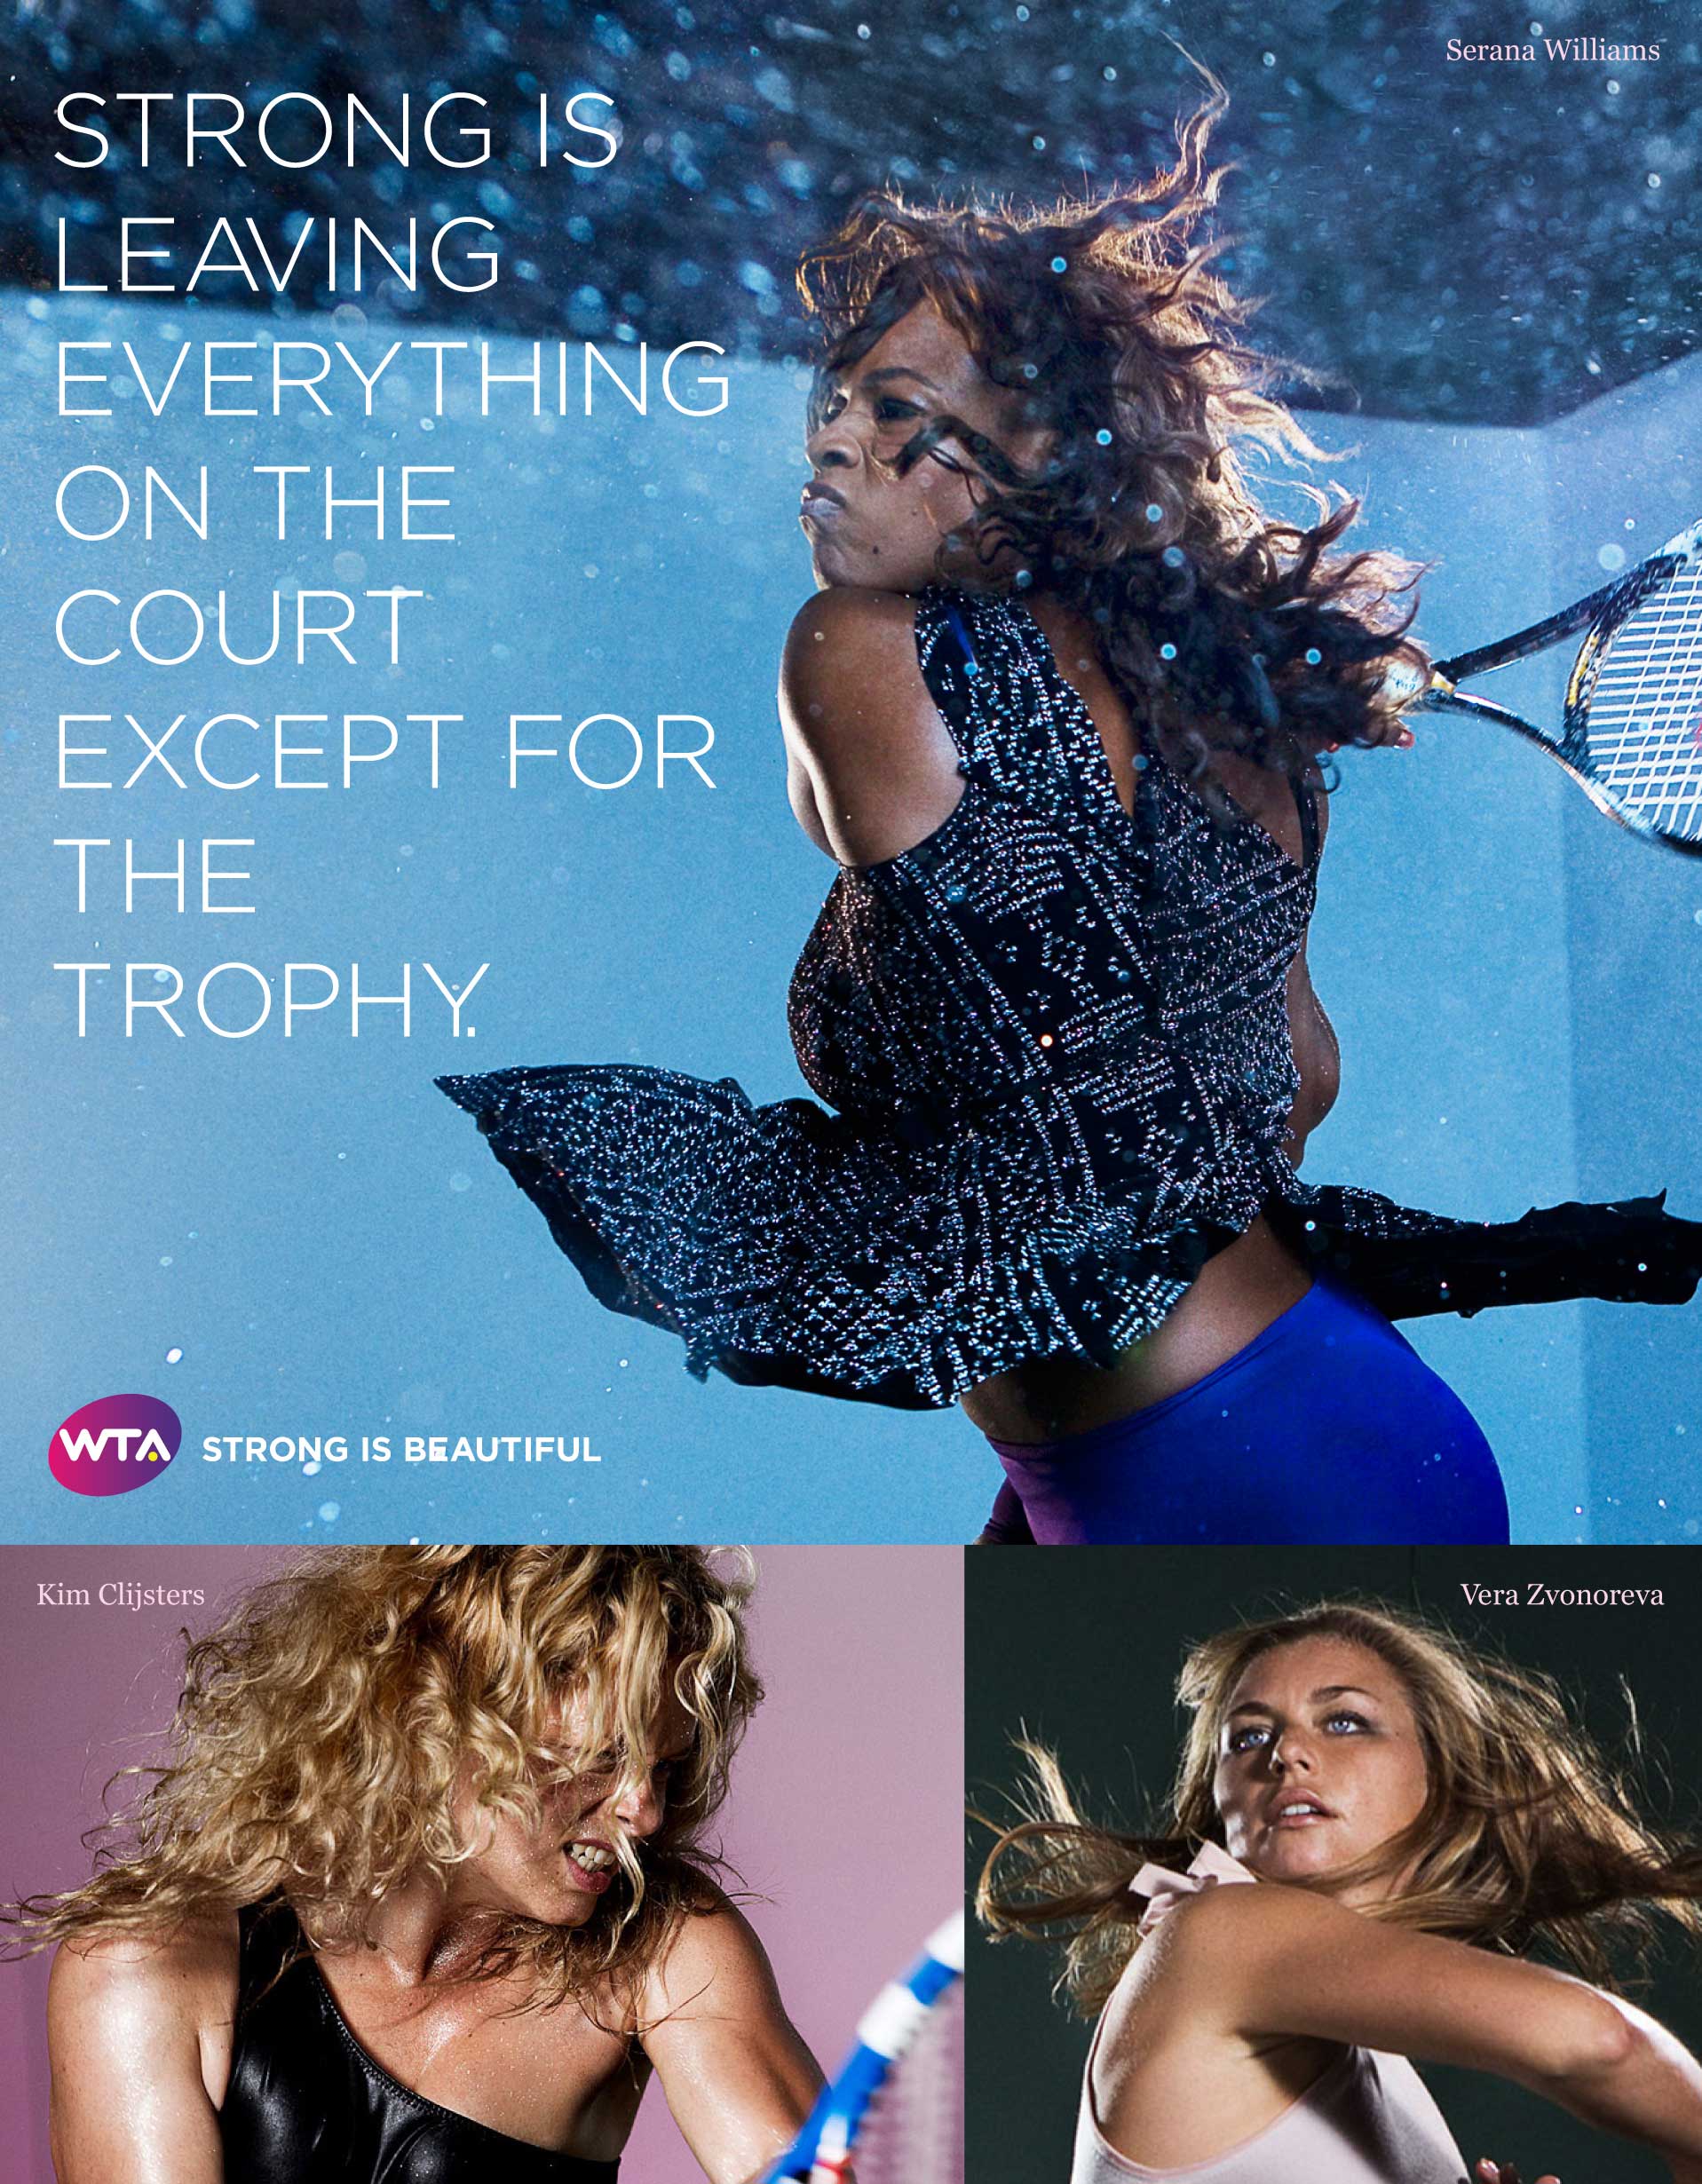 Serana Williams
STRONG IS
LEAVING
EVERYTHING
ON THE
COURT
EXCEPT FOR
THE
TROPHY.
WTA STRONG IS BEAUTIFUL
Kim Clijsters
Vera Zvonoreva